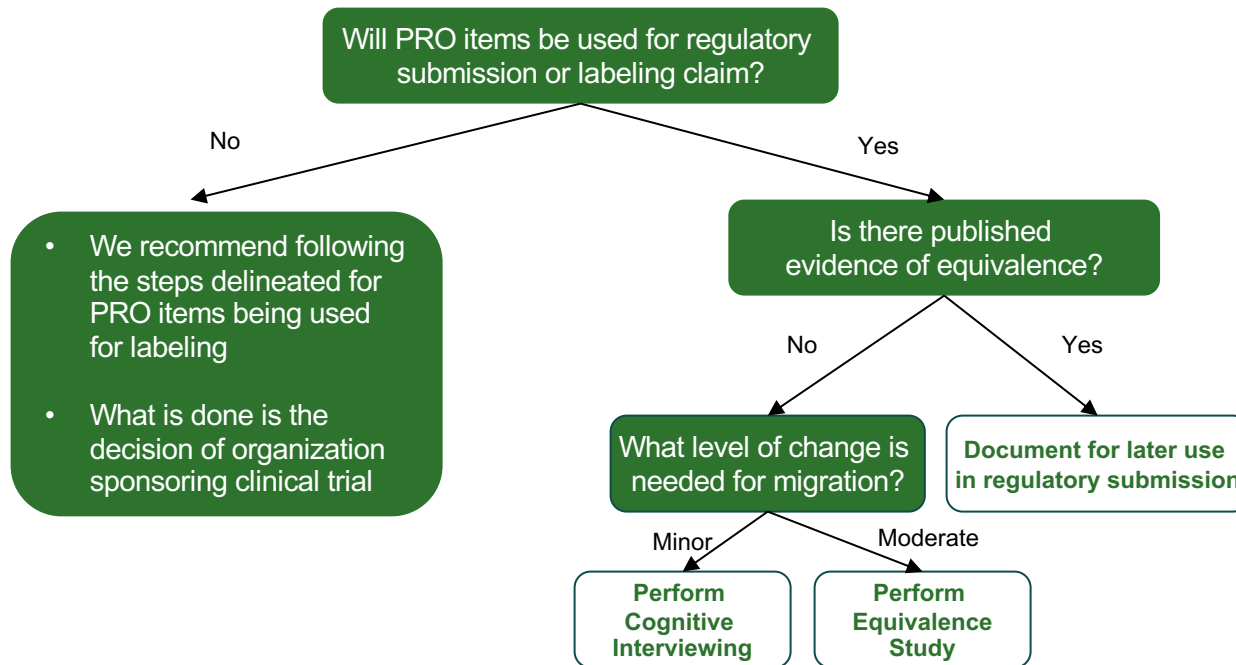 Will PRO items be used for regulatory
submission or labeling claim?
No
Yes
• We recommend following
the steps delineated for
PRO items being used
for labeling
• What is done is the
decision of organization
sponsoring clinical trial
Is there published
evidence of equivalence?
No
Yes
What level of change is
needed for migration?
Document for later use
in regulatory submission
Minor
Moderate
Perform
Cognitive
Interviewing
Perform
Equivalence
Study